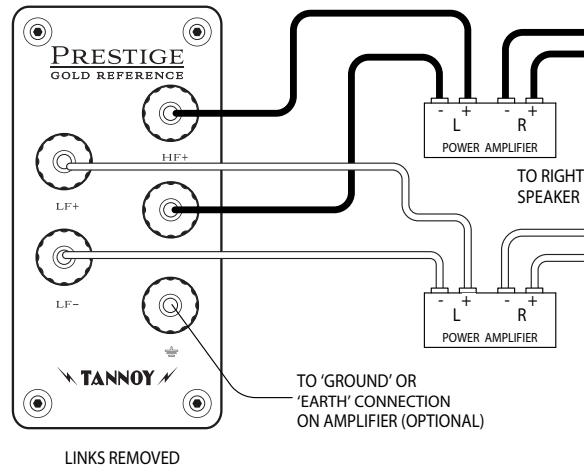 PRESTIGE
GOLD REFERENCE
HF+
LF+
LF-
TANNOY
LINKS REMOVED
TO 'GROUND' OR
'EARTH' CONNECTION
ON AMPLIFIER (OPTIONAL)
- + - +
L R
POWER AMPLIFIER
TO RIGHT
SPEAKER
- + - +
L R
POWER AMPLIFIER